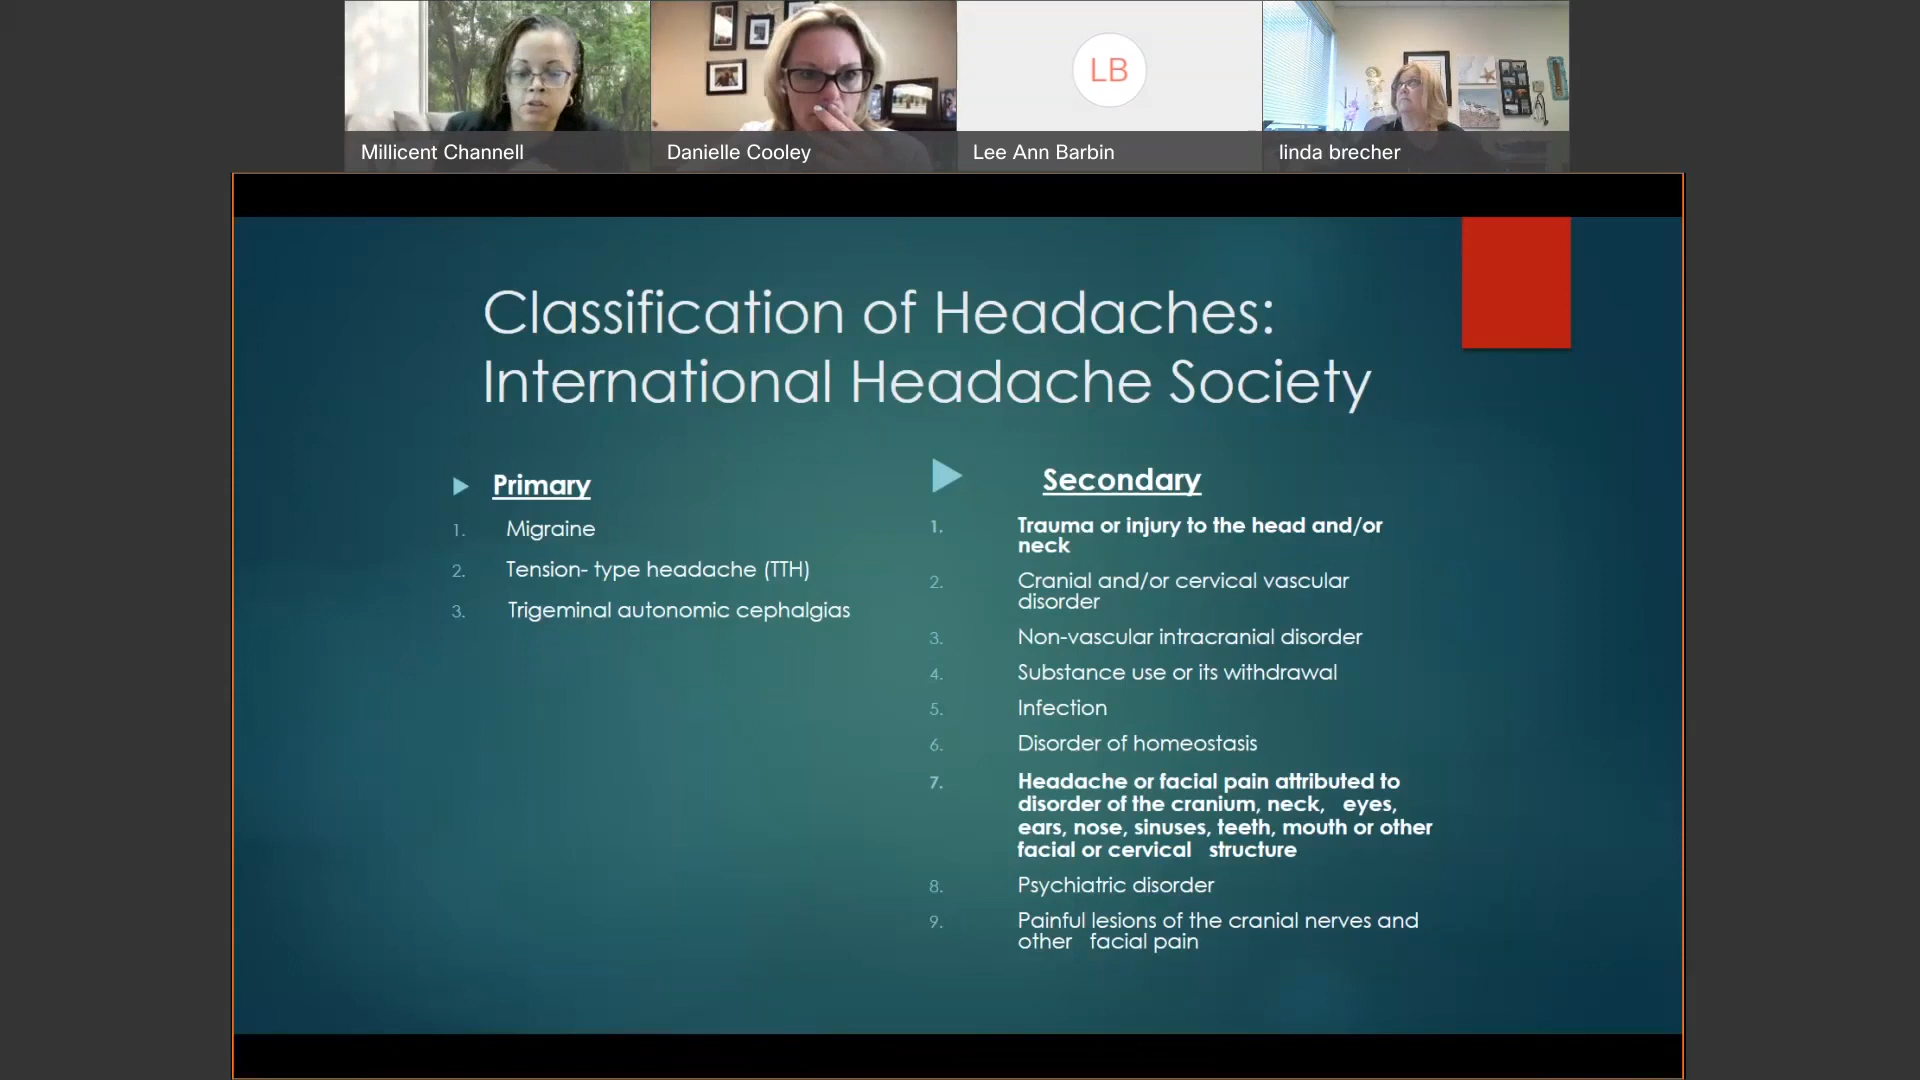 LB
Millicent Channell
Danielle Cooley
Lee Ann Barbin
linda brecher
Classification of Headaches:
International Headache Society
Primary
1. Migraine
2. Tension- type headache (TTH)
3. Trigeminal autonomic cephalgias
Secondary
1. Trauma or injury to the head and/or
neck
2. Cranial and/or cervical vascular
disorder
3. Non-vascular intracranial disorder
4. Substance use or its withdrawal
5. Infection
6. Disorder of homeostasis
7. Headache or facial pain attributed to
disorder of the cranium, neck, eyes,
ears, nose, sinuses, teeth, mouth or other
facial or cervical structure
8. Psychiatric disorder
9. Painful lesions of the cranial nerves and
other facial pain